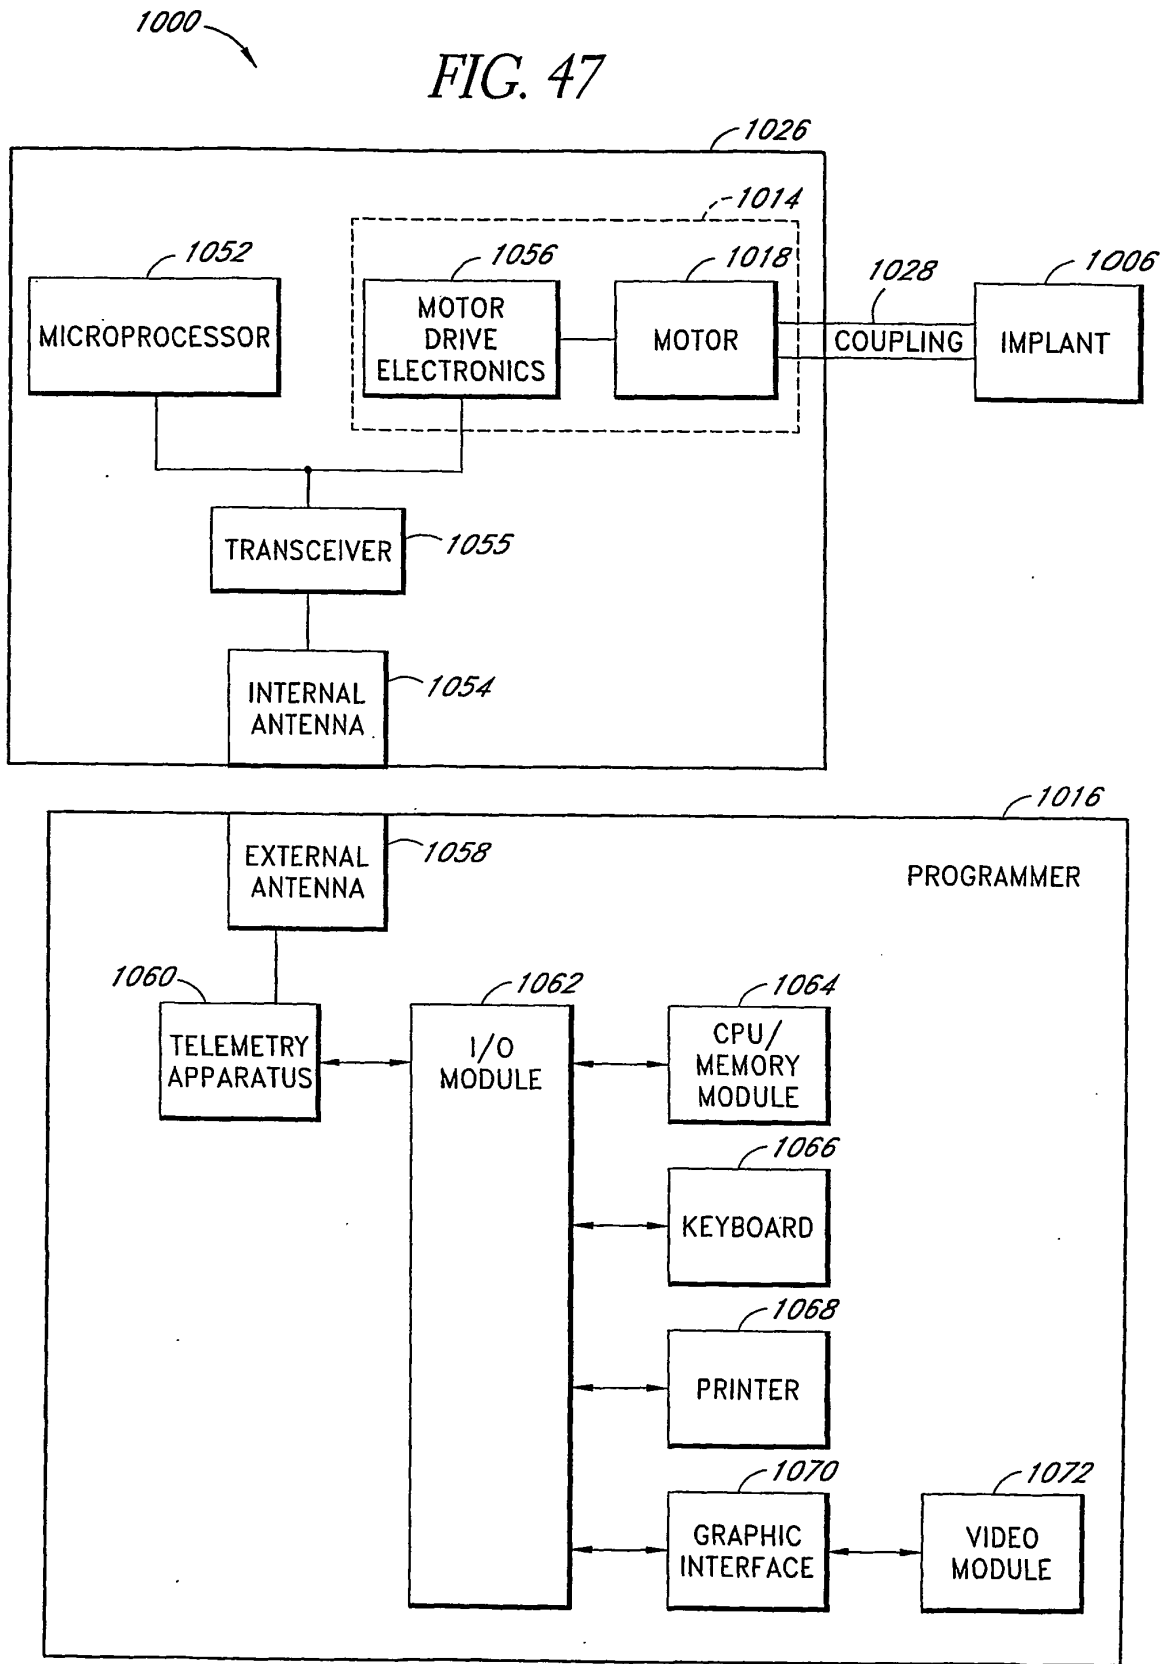 1000
FIG. 47
1026
1014
1052
1056
1018
1028
1006
MICROPROCESSOR
MOTOR
DRIVE
ELECTRONICS
MOTOR
COUPLING
IMPLANT
TRANSCEIVER
1055
INTERNAL
ANTENNA
1054
1016
EXTERNAL
ANTENNA
1058
PROGRAMMER
1060
1062
1064
TELEMETRY
APPARATUS
I/O
MODULE
CPU/
MEMORY
MODULE
1066
KEYBOARD
1068
PRINTER
1070
1072
GRAPHIC
INTERFACE
VIDEO
MODULE